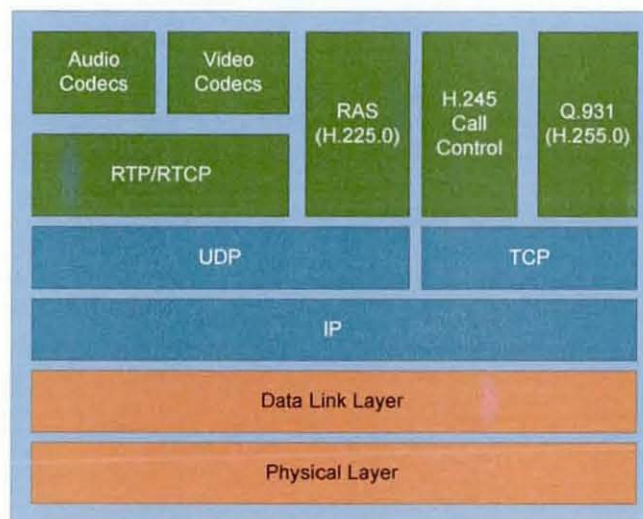 Audio
Codecs
Video
Codecs
RAS
(H.225.0)
H.245
Call
Control
Q.931
(H.255.0)
RTP/RTCP
UDP
TCP
IP
Data Link Layer
Physical Layer